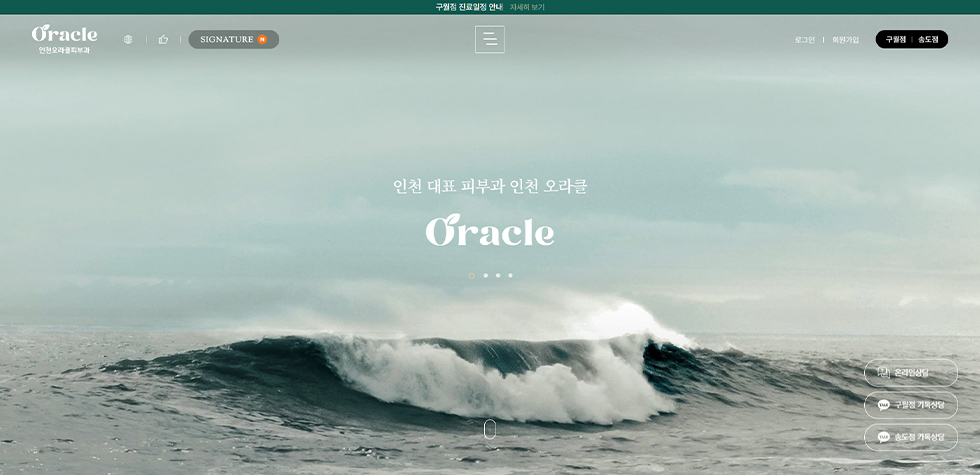 구월점 진료일정 안내 자세히 보기
Oracle
인천오라클피부과
SIGNATURE N
로그인 | 회원가입
구월점 | 송도점
인천 대표 피부과 인천 오라클
Oracle
온라인상담
구월점 카톡상담
송도점 카톡상담